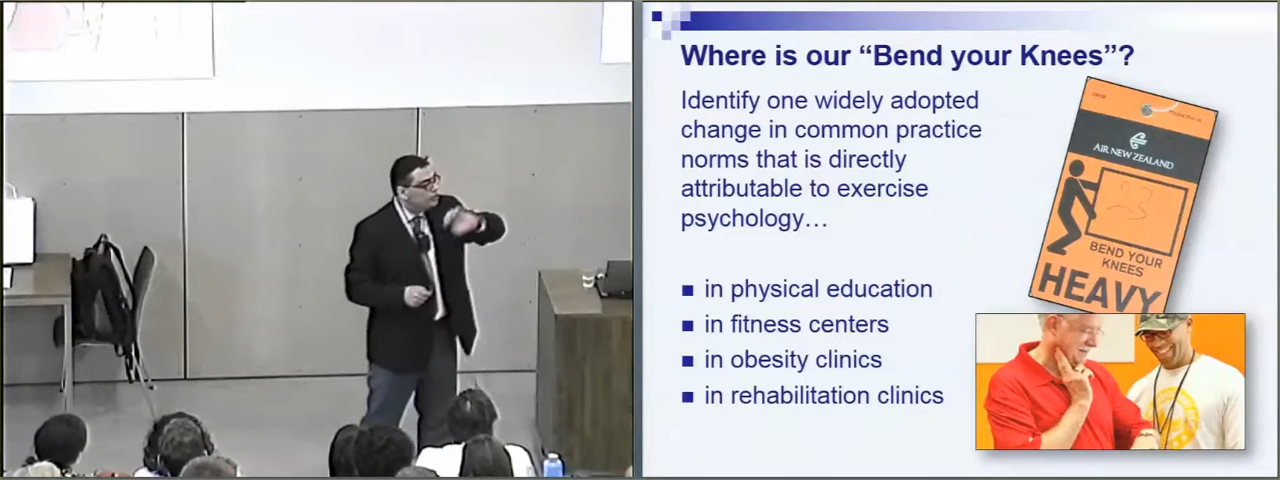 Where is our “Bend your Knees”?
Identify one widely adopted
change in common practice
norms that is directly
attributable to exercise
psychology…
in physical education
in fitness centers
in obesity clinics
in rehabilitation clinics
AIR NEW ZEALAND
23
BEND YOUR
KNEES
HEAVY